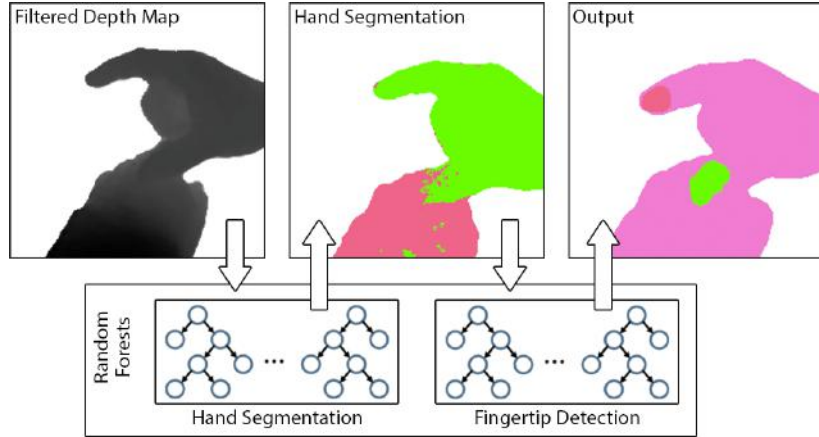 Filtered Depth Map
Hand Segmentation
Output
Random
Forests
...
...
Hand Segmentation
Fingertip Detection